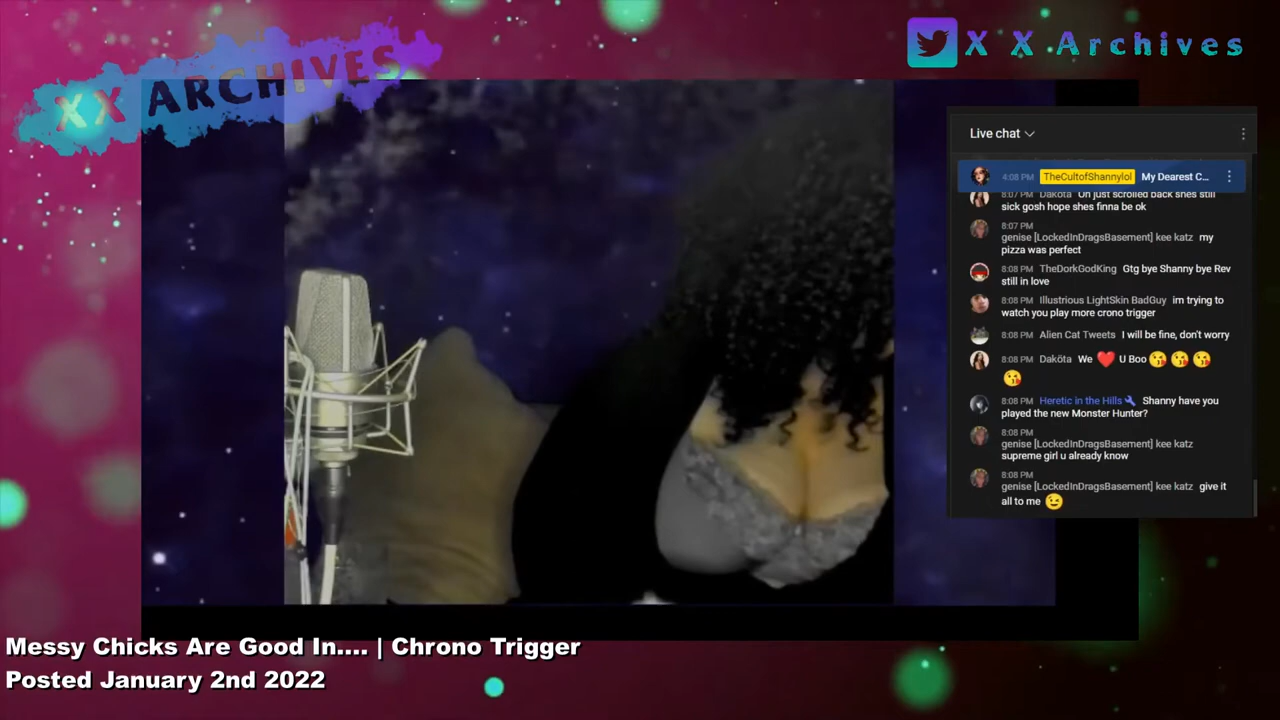 XX ARCHIVES
X X Archives
Live chat
4:08 PM TheCultofShannylol My Dearest C...
8:07 PM Dakota Oh just scrolled back shes still
sick gosh hope shes finna be ok
8:07 PM
genise [LockedInDragsBasement] kee katz my
pizza was perfect
8:08 PM TheDorkGodKing Gtg bye Shanny bye Rev
still in love
8:08 PM Illustrious LightSkin BadGuy im trying to
watch you play more crono trigger
8:08 PM Alien Cat Tweets I will be fine, don't worry
8:08 PM Daköta We ❤️ U Boo 😘 😘 😘
😘
8:08 PM Heretic in the Hills Shanny have you
played the new Monster Hunter?
8:08 PM
genise [LockedInDragsBasement] kee katz
supreme girl u already know
8:08 PM
genise [LockedInDragsBasement] kee katz give it
all to me 😉
Messy Chicks Are Good In.... | Chrono Trigger
Posted January 2nd 2022